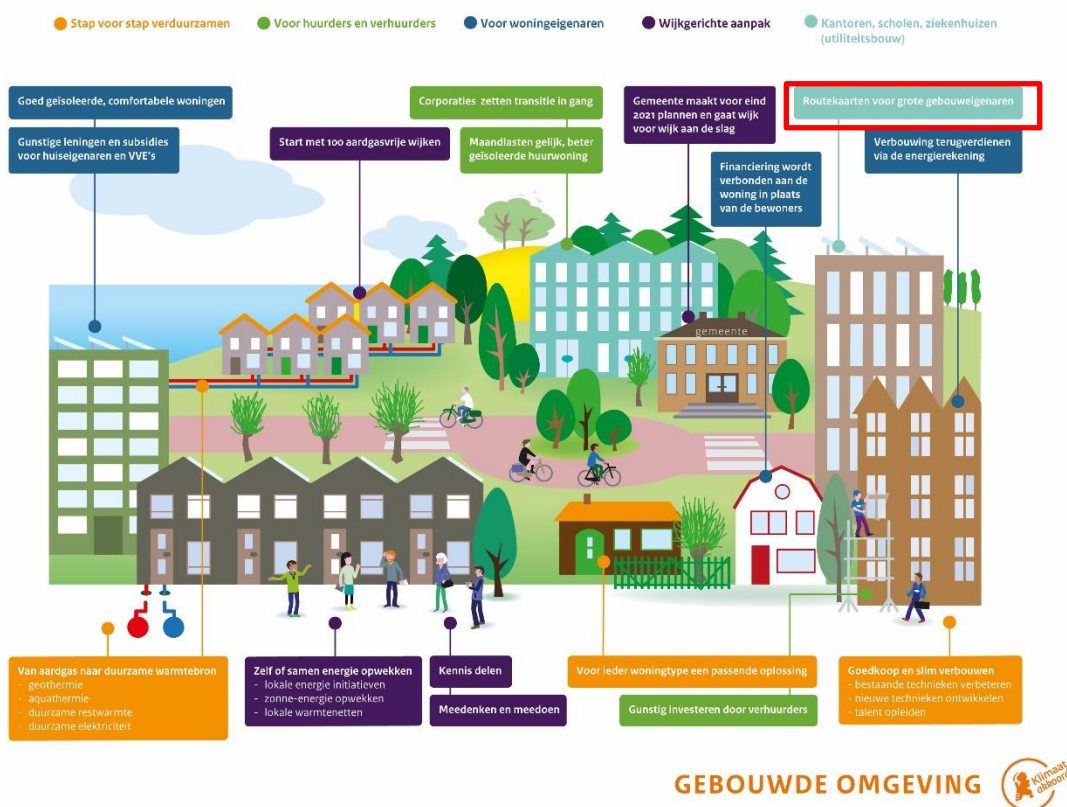 Stap voor stap verduurzamen
Voor huurders en verhuurders
Voor woningeigenaren
Wijkgerichte aanpak
Kantoren, scholen, ziekenhuizen
(utiliteitsbouw)
Goed geïsoleerde, comfortabele woningen
Gunstige leningen en subsidies
voor huiseigenaren en VVE's
Start met 100 aardgasvrije wijken
Corporaties zetten transitie in gang
Maandlasten gelijk, beter
geïsoleerde huurwoning
Gemeente maakt voor eind
2021 plannen en gaat wijk
voor wijk aan de slag
Financiering wordt
verbonden aan de
woning in plaats
van de bewoners
Routekaarten voor grote gebouweigenaren
Verbouwing terugverdienen
via de energierekening
gemeente
Van aardgas naar duurzame warmtebron
- geothermie
- aquathermie
- duurzame restwarmte
- duurzame elektriciteit
Zelf of samen energie opwekken
- lokale energie initiatieven
- zonne-energie opwekken
- lokale warmtenetten
Kennis delen
Meedenken en meedoen
Voor ieder woningtype een passende oplossing
Gunstig investeren door verhuurders
Goedkoop en slim verbouwen
- bestaande technieken verbeteren
- nieuwe technieken ontwikkelen
- talent opleiden
GEBOUWDE OMGEVING
Klimaat
akkoord